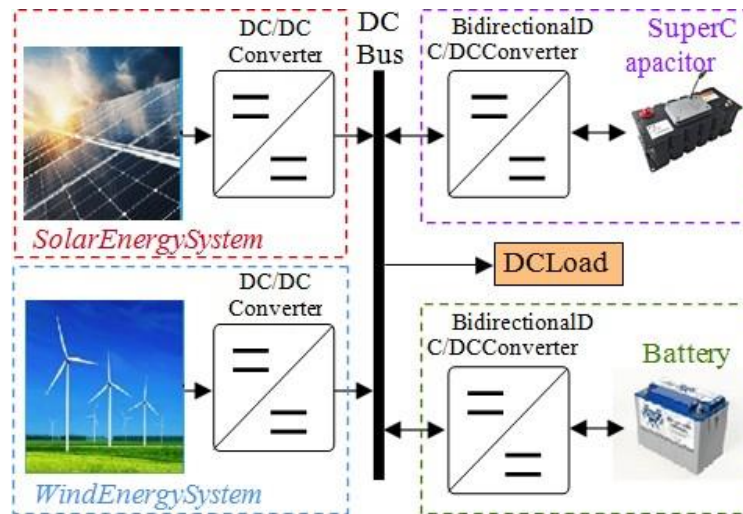 DC/DC
Converter
SolarEnergySystem
DC
Bus
BidirectionalD
C/DCConverter
SuperC
apacitor
DCLoad
DC/DC
Converter
WindEnergySystem
BidirectionalD
C/DCConverter
Battery